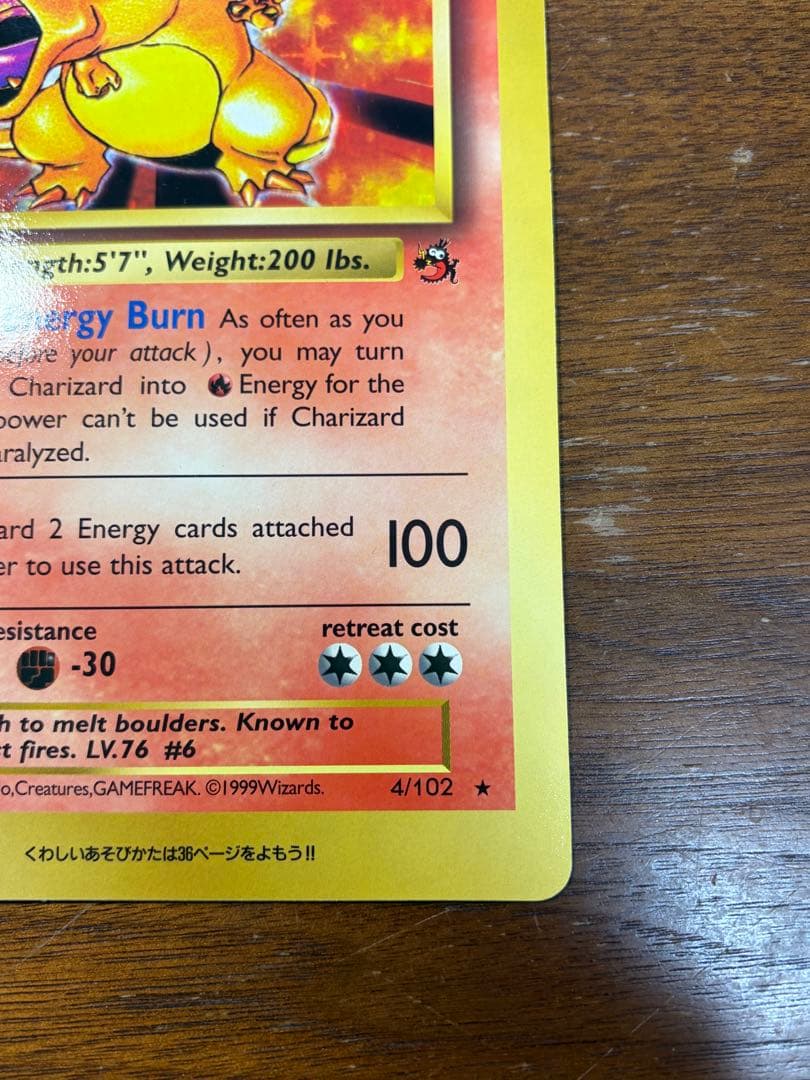 ngth:5'7", Weight:200 lbs.
Energy Burn As often as you
before your attack), you may turn
Charizard into Energy for the
power can't be used if Charizard
aralyzed.
ard 2 Energy cards attached 100
er to use this attack.
esistance retreat cost
-30
h to melt boulders. Known to
t fires. LV.76 #6
o,Creatures,GAMEFREAK. ©1999Wizards. 4/102 ★
くわしいあそびかたは36ページをよもう!!